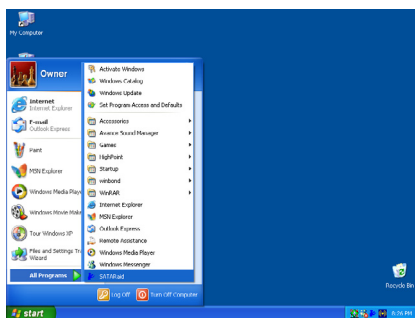 My Computer
Owner
Internet
Internet Explorer
E-mail
Outlook Express
Paint
MSN Explorer
Windows Media Playe
Windows Movie Make
Tour Windows XP
Files and Settings Tra
Wizard
All Programs
Activate Windows
Windows Catalog
Windows Update
Set Program Access and Defaults
Accessories
Avance Sound Manager
Games
HighPoint
Startup
winbond
WinRAR
Internet Explorer
MSN Explorer
Outlook Express
Remote Assistance
Windows Media Player
Windows Messenger
SATARaid
Log Off
Turn Off Computer
Recycle Bin
start
8:26 PM